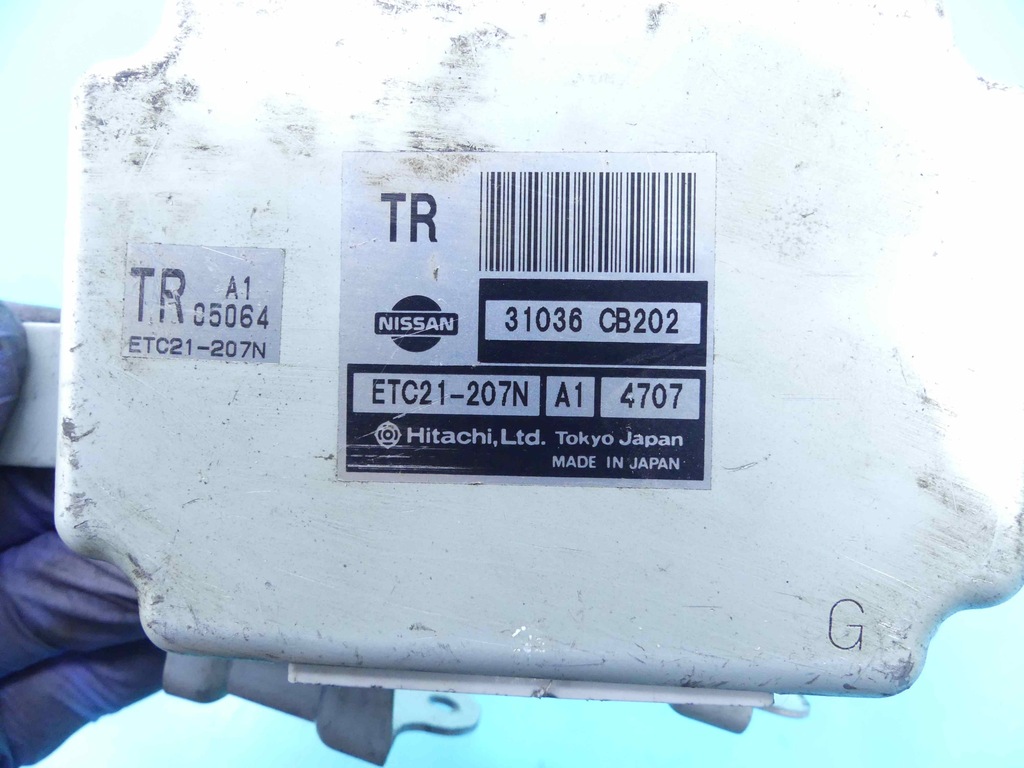 TR
A1
05064
ETC21-207N
TR
NISSAN
31036 CB202
ETC21-207N A1 4707
Hitachi, Ltd. Tokyo Japan
MADE IN JAPAN
G